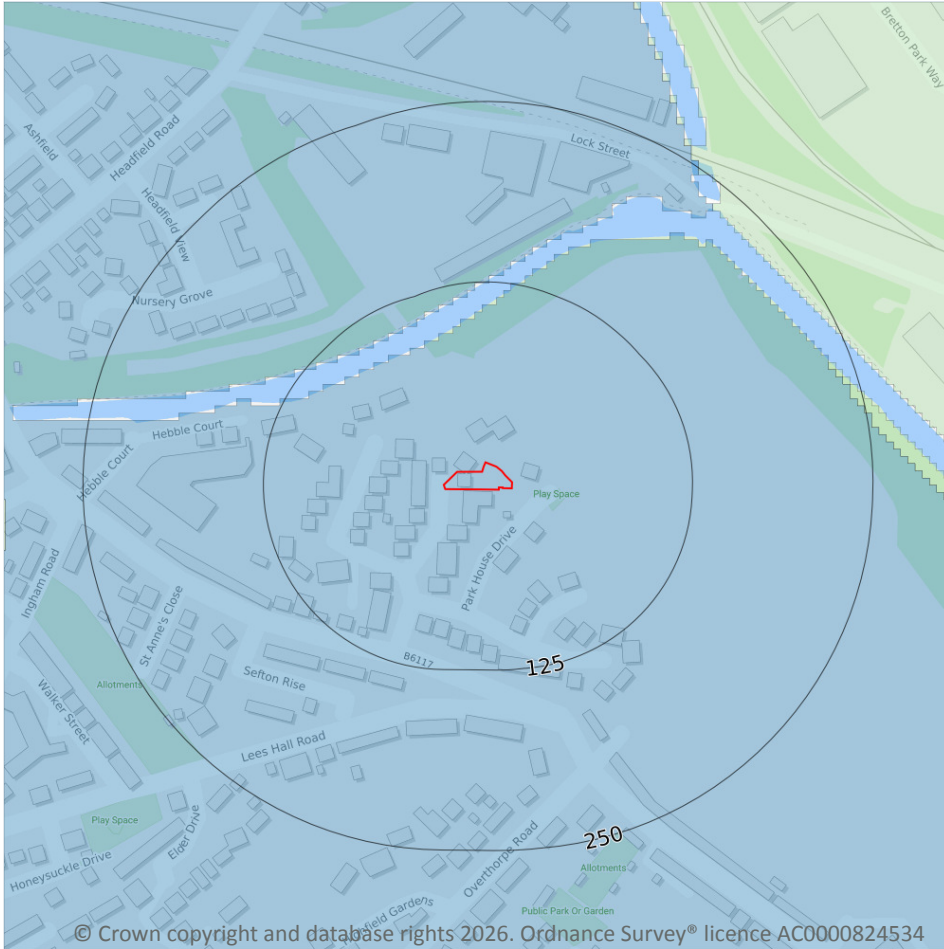 Bretton Park Way
Ashfield
Headfield Road
Lock Street
Headfield View
Nursery Grove
Hebble Court
Hebble Court
Play Space
Park House Drive
Ingham Road
St Anne's Close
B6117
125
Sefton Rise
Allotments
Walker Street
Lees Hall Road
Play Space
Elder Drive
250
Overthorpe Road
Honeysuckle Drive
Allotments
Gardens
Public Park Or Garden
© Crown copyright and database rights 2026. Ordnance Survey® licence AC0000824534